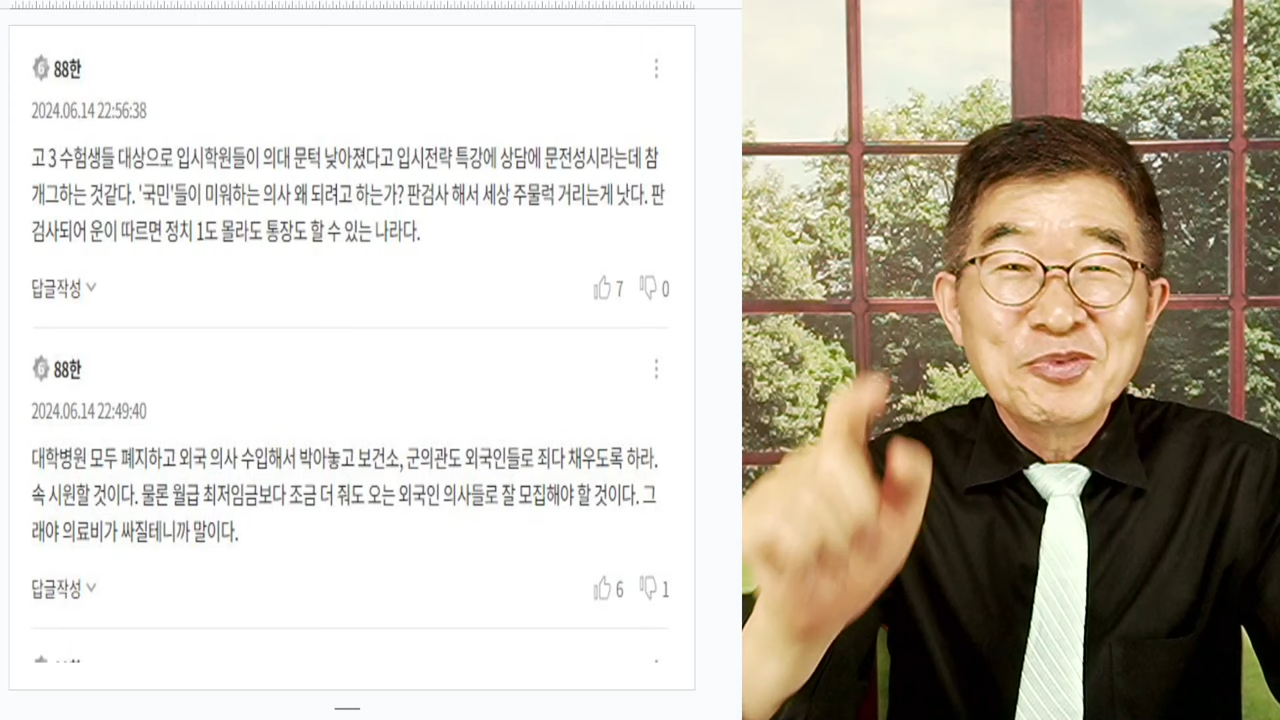 88한
2024.06.14 22:56:38
고 3 수험생들 대상으로 입시학원들이 의대 문턱 낮아졌다고 입시전략 특강에 상담에 문전성시라는데 참
개그하는 것같다. '국민'들이 미워하는 의사 왜 되려고 하는가? 판검사 해서 세상 주물럭 거리는게 낫다. 판
검사되어 운이 따르면 정치 1도 몰라도 통장도 할 수 있는 나라다.
답글작성
7 0
88한
2024.06.14 22:49:40
대학병원 모두 폐지하고 외국 의사 수입해서 박아놓고 보건소, 군의관도 외국인들로 죄다 채우도록 하라.
속 시원할 것이다. 물론 월급 최저임금보다 조금 더 줘도 오는 외국인 의사들로 잘 모집해야 할 것이다. 그
래야 의료비가 싸질테니까 말이다.
답글작성
6 1